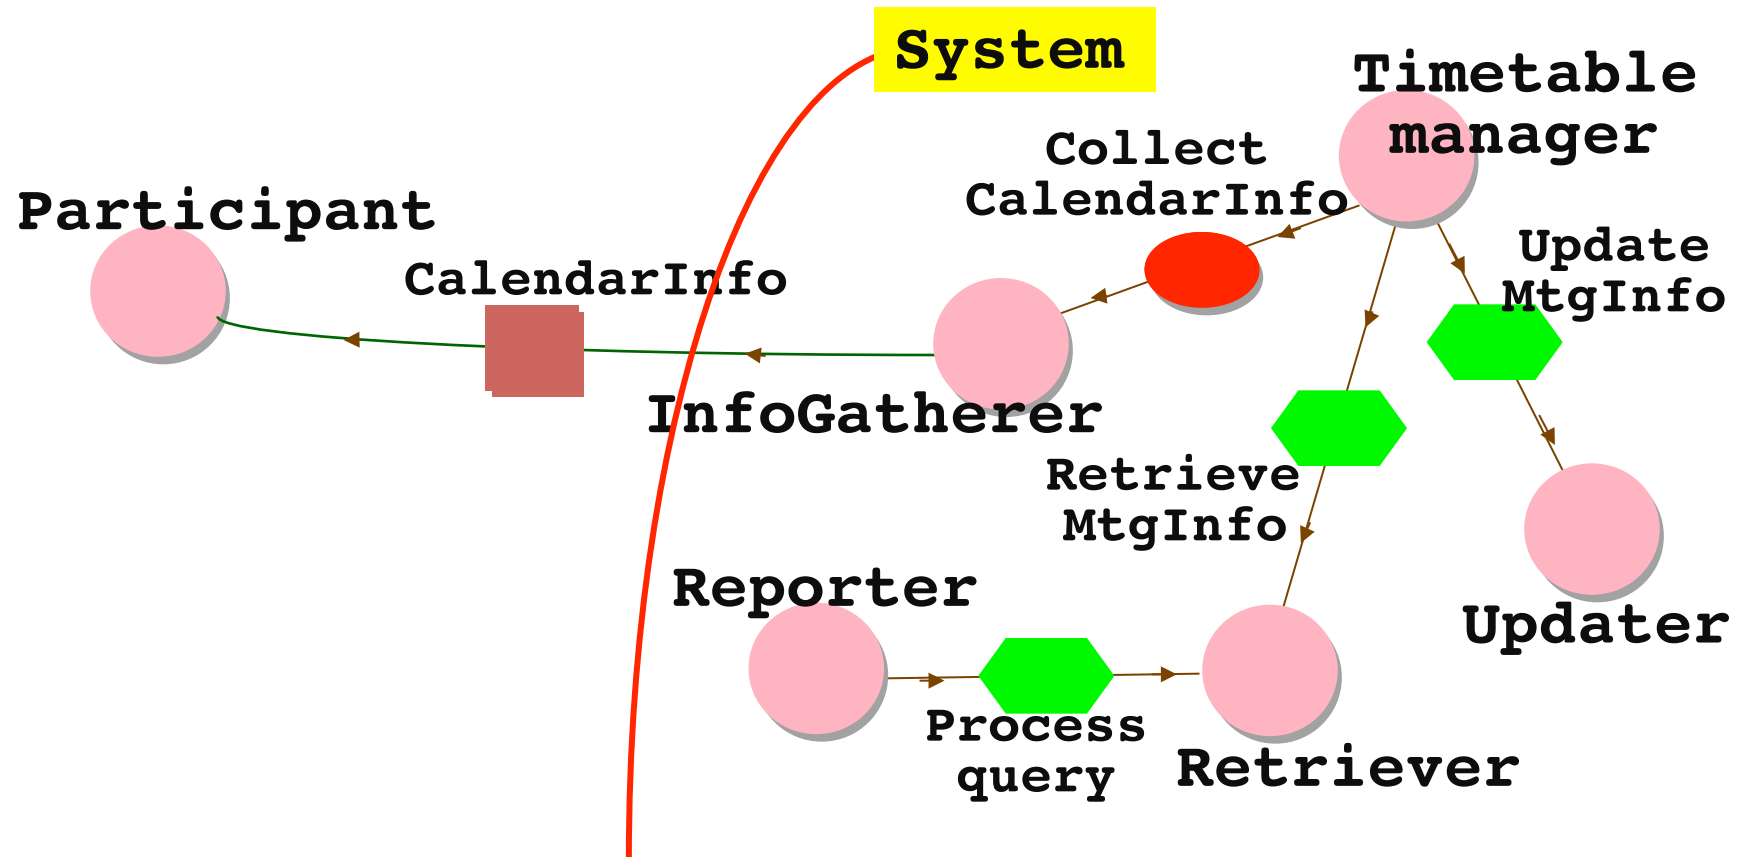 System
Timetable
manager
Collect
CalendarInfo
Participant
Update
MtgInfo
CalendarInfo
InfoGatherer
Retrieve
MtgInfo
Reporter
Updater
Process
query
Retriever